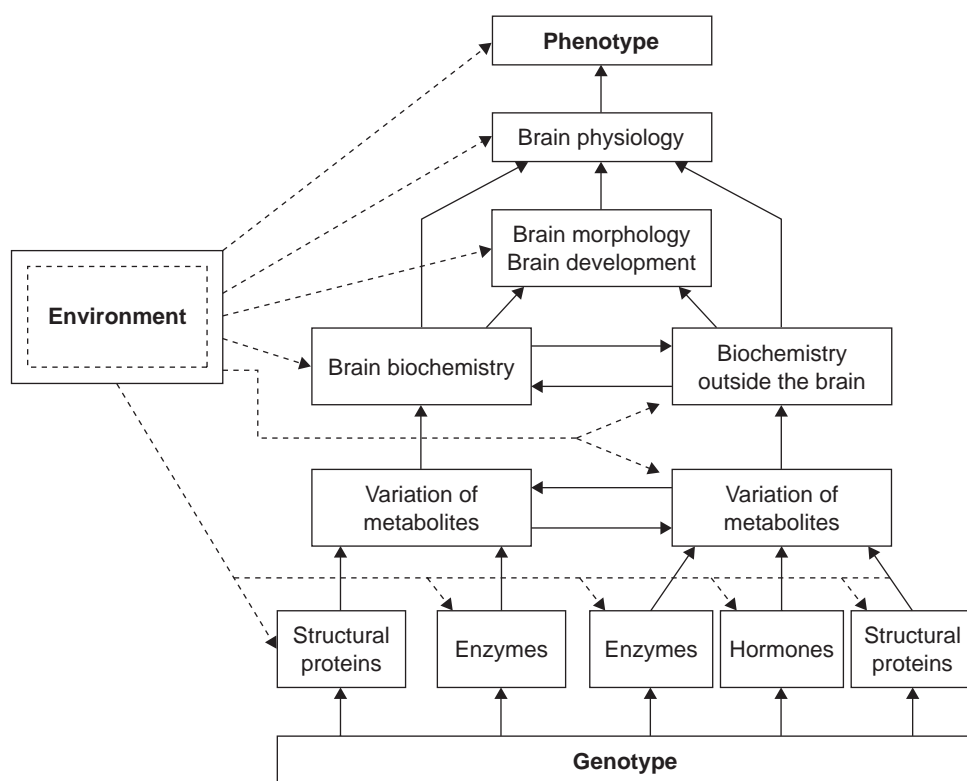 Phenotype
Brain physiology
Brain morphology
Brain development
Environment
Brain biochemistry
Biochemistry
outside the brain
Variation of
metabolites
Variation of
metabolites
Structural
proteins
Enzymes
Enzymes
Hormones
Structural
proteins
Genotype